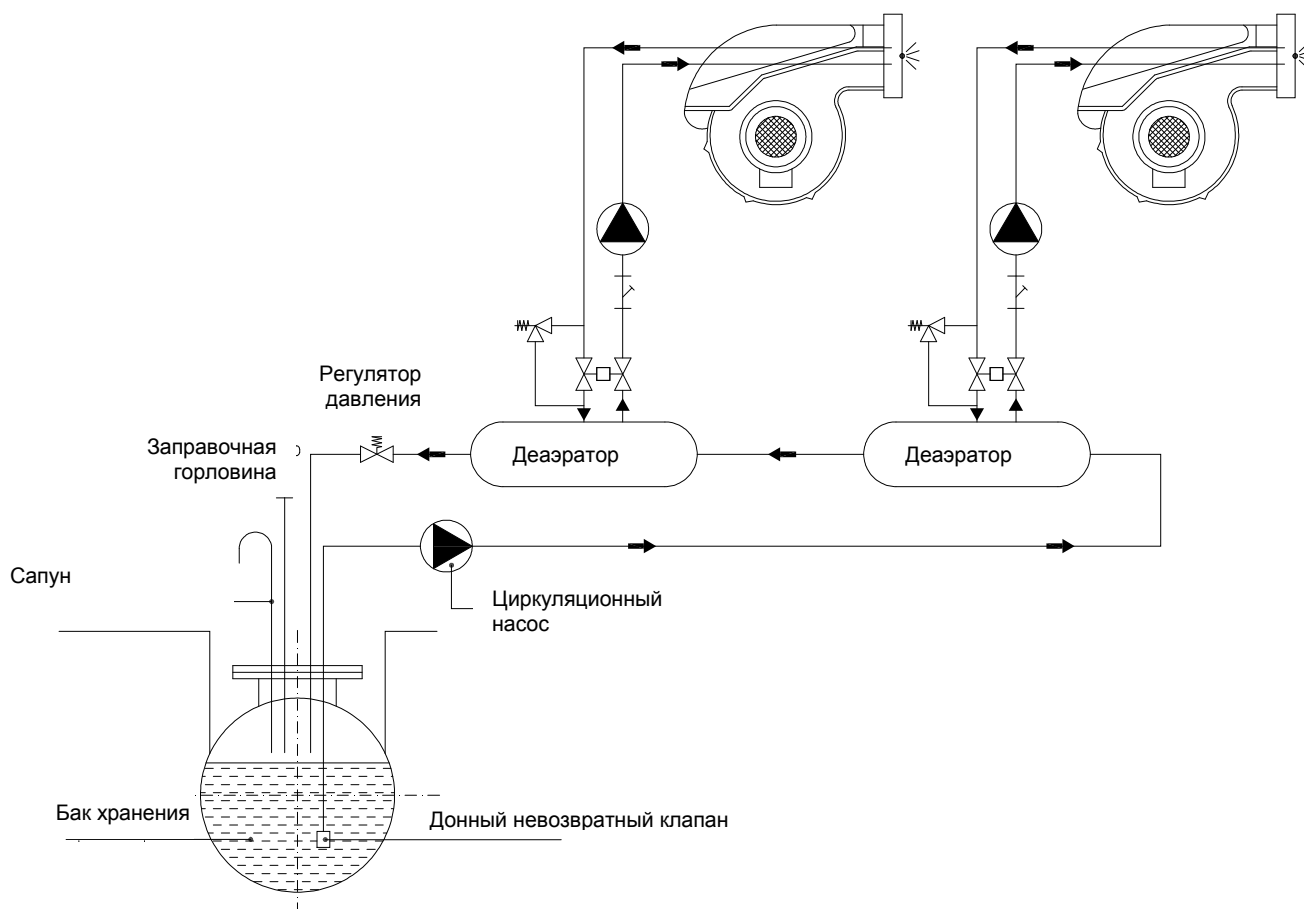 Регулятор
давления
Заправочная
горловина
Деаэратор
Деаэратор
Сапун
Циркуляционный
насос
Бак хранения
Донный невозвратный клапан